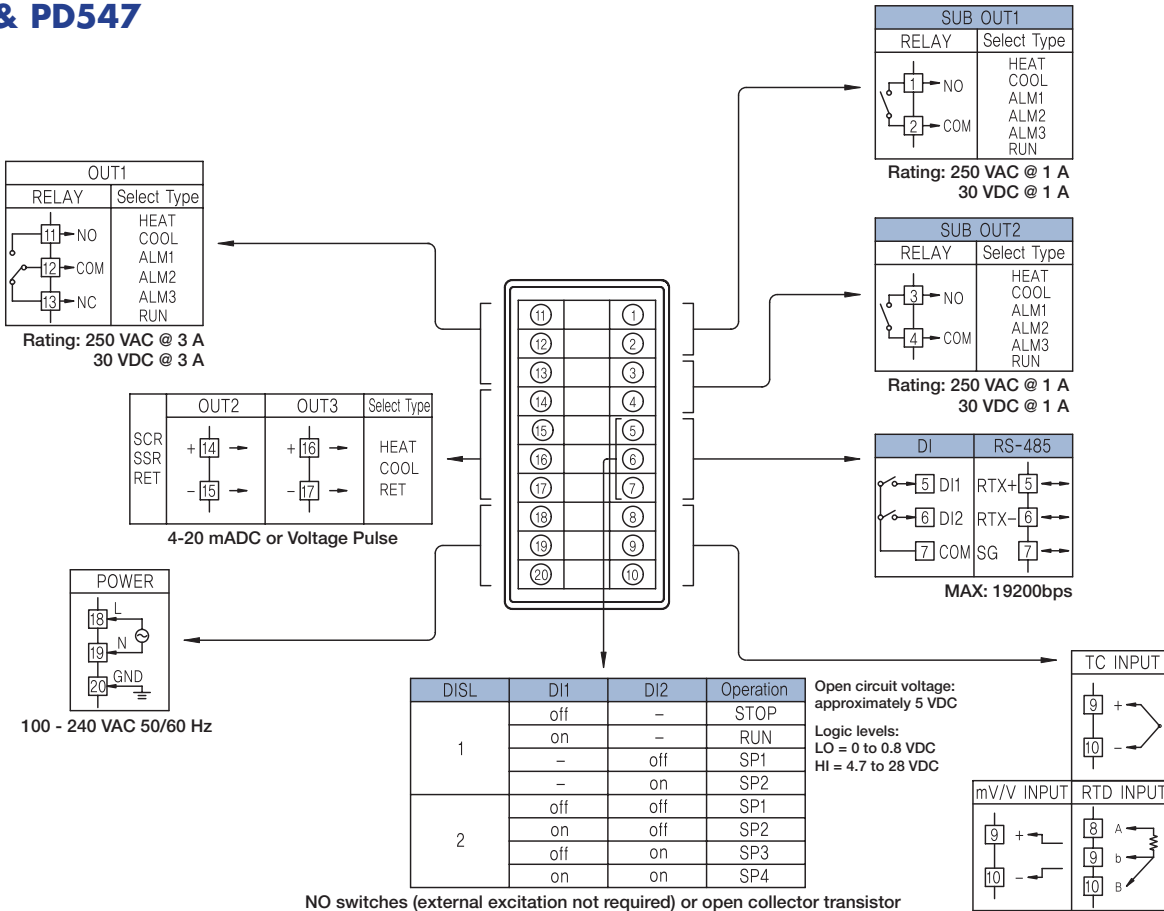 & PD547
SUB OUT1
RELAY Select Type
1 NO
2 COM
HEAT
COOL
ALM1
ALM2
ALM3
RUN
Rating: 250 VAC @ 1 A
30 VDC @ 1 A
OUT1
RELAY Select Type
11 NO
12 COM
13 NC
HEAT
COOL
ALM1
ALM2
ALM3
RUN
Rating: 250 VAC @ 3 A
30 VDC @ 3 A
SUB OUT2
RELAY Select Type
3 NO
4 COM
HEAT
COOL
ALM1
ALM2
ALM3
RUN
Rating: 250 VAC @ 1 A
30 VDC @ 1 A
11 1
12 2
13 3
14 4
15 5
16 6
17 7
18 8
19 9
20 10
OUT2 OUT3 Select Type
SCR
SSR
RET
+ 14
- 15
+ 16
- 17
HEAT
COOL
RET
4-20 mADC or Voltage Pulse
DI RS-485
5 DI1 RTX+ 5
6 DI2 RTX- 6
7 COM SG 7
MAX: 19200bps
POWER
18 L
19 N
20 GND
100 - 240 VAC 50/60 Hz
DISL DI1 DI2 Operation
1
off – STOP
on – RUN
– off SP1
– on SP2
2
off off SP1
on off SP2
off on SP3
on on SP4
Open circuit voltage:
approximately 5 VDC
Logic levels:
LO = 0 to 0.8 VDC
HI = 4.7 to 28 VDC
NO switches (external excitation not required) or open collector transistor
TC INPUT
9 +
10 -
mV/V INPUT RTD INPUT
9 +
10 -
8 A
9 b
10 B